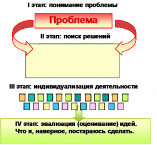 I этап: понимание проблемы
Проблема
II этап: поиск решений
III этап: индивидуализация деятельности
IV этап: эвалюация (оценивание) идей.
Что я, наверное, постараюсь сделать.